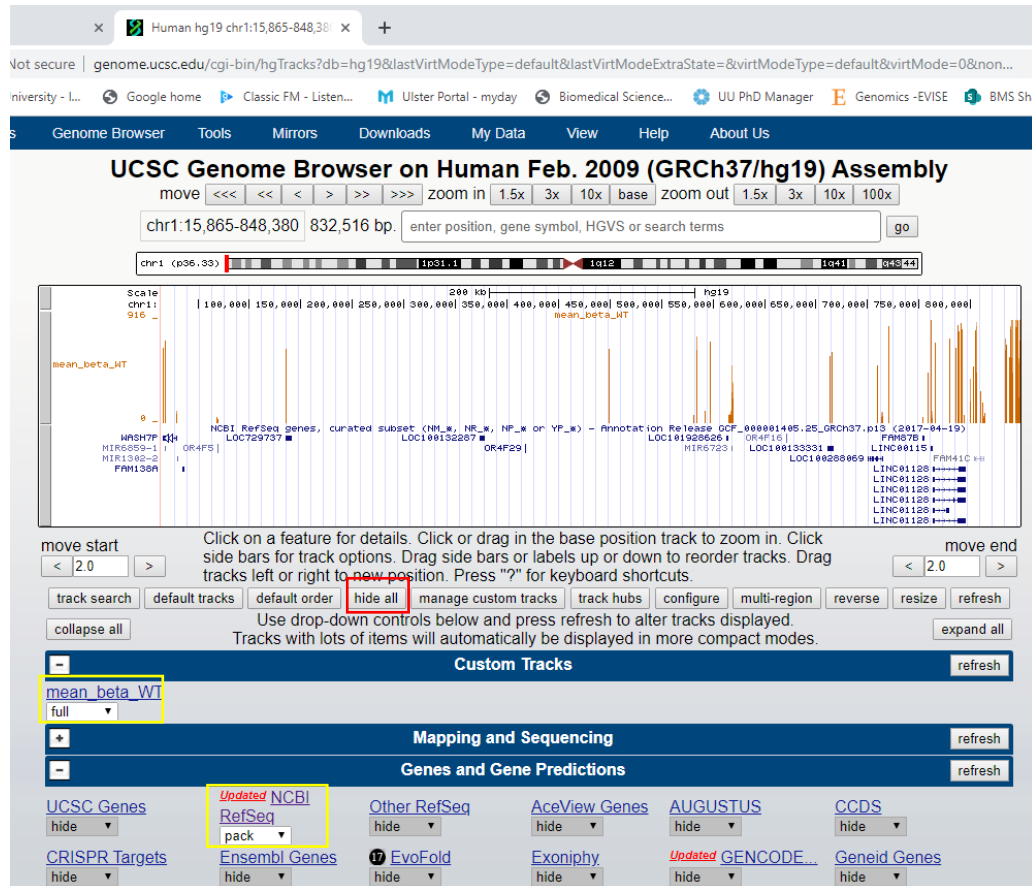 Human hg19 chr1:15,865-848,38
Not secure | genome.ucsc.edu/cgi-bin/hgTracks?db=hg19&lastVirtModeType=default&lastVirtModeExtraState=&virtModeType=default&virtMode=0&non...
niversity - I... Google home Classic FM - Listen... Ulster Portal - myday Biomedical Science... UU PhD Manager Genomics -EVISE BMS Sh
s Genome Browser Tools Mirrors Downloads My Data View Help About Us
UCSC Genome Browser on Human Feb. 2009 (GRCh37/hg19) Assembly
move <<< << < > >> >>> zoom in 1.5x 3x 10x base zoom out 1.5x 3x 10x 100x
chr1:15,865-848,380 832,516 bp. enter position, gene symbol, HGVS or search terms go
chr1 (p36.33) 1p31.1 1q12 1q41 q43 44
Scale 200 kb hg19
chr1: |100,000| 150,000| 200,000| 250,000| 300,000| 350,000| 400,000| 450,000| 500,000| 550,000| 600,000| 650,000| 700,000| 750,000| 800,000|
916 _ mean_beta_WT
mean_beta_WT
0 _
NCBI RefSeq genes, curated subset (NM_*, NR_*, NP_* or YP_*) - Annotation Release GCF_000001405.25_GRCh37.p13 (2017-04-19)
WASH7P LOC729737 LOC100132287 LOC101928626 OR4F16 FAM87B
MIR6859-1 OR4F5 OR4F29 MIR6723 LOC100133331 LINC00115
MIR1302-2 LOC100288069 FAM41C
FAM138A LINC01128
LINC01128
LINC01128
LINC01128
LINC01128
LINC01128
move start Click on a feature for details. Click or drag in the base position track to zoom in. Click move end
< 2.0 > side bars for track options. Drag side bars or labels up or down to reorder tracks. Drag < 2.0 >
tracks left or right to new position. Press "?" for keyboard shortcuts.
track search default tracks default order hide all manage custom tracks track hubs configure multi-region reverse resize refresh
collapse all Use drop-down controls below and press refresh to alter tracks displayed. expand all
Tracks with lots of items will automatically be displayed in more compact modes.
- Custom Tracks refresh
mean_beta_WT
full
+ Mapping and Sequencing refresh
- Genes and Gene Predictions refresh
UCSC Genes Updated NCBI RefSeq Other RefSeq AceView Genes AUGUSTUS CCDS
hide pack hide hide hide hide
CRISPR Targets Ensembl Genes 17 EvoFold Exoniphy Updated GENCODE... Geneid Genes
hide hide hide hide hide hide